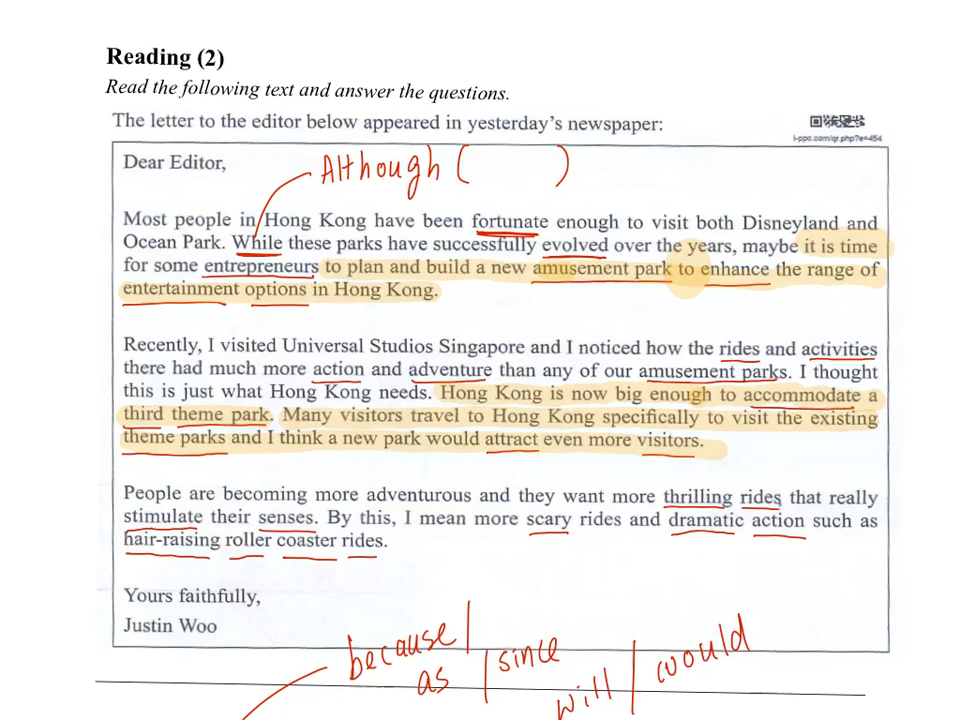 Reading (2)
Read the following text and answer the questions.
The letter to the editor below appeared in yesterday's newspaper:
i-ppc.com/qr.php?e=454
Dear Editor,
Although (          )
Most people in Hong Kong have been fortunate enough to visit both Disneyland and
Ocean Park. While these parks have successfully evolved over the years, maybe it is time
for some entrepreneurs to plan and build a new amusement park to enhance the range of
entertainment options in Hong Kong.
Recently, I visited Universal Studios Singapore and I noticed how the rides and activities
there had much more action and adventure than any of our amusement parks. I thought
this is just what Hong Kong needs. Hong Kong is now big enough to accommodate a
third theme park. Many visitors travel to Hong Kong specifically to visit the existing
theme parks and I think a new park would attract even more visitors.
People are becoming more adventurous and they want more thrilling rides that really
stimulate their senses. By this, I mean more scary rides and dramatic action such as
hair-raising roller coaster rides.
Yours faithfully,
Justin Woo
because /
as / since
will / would